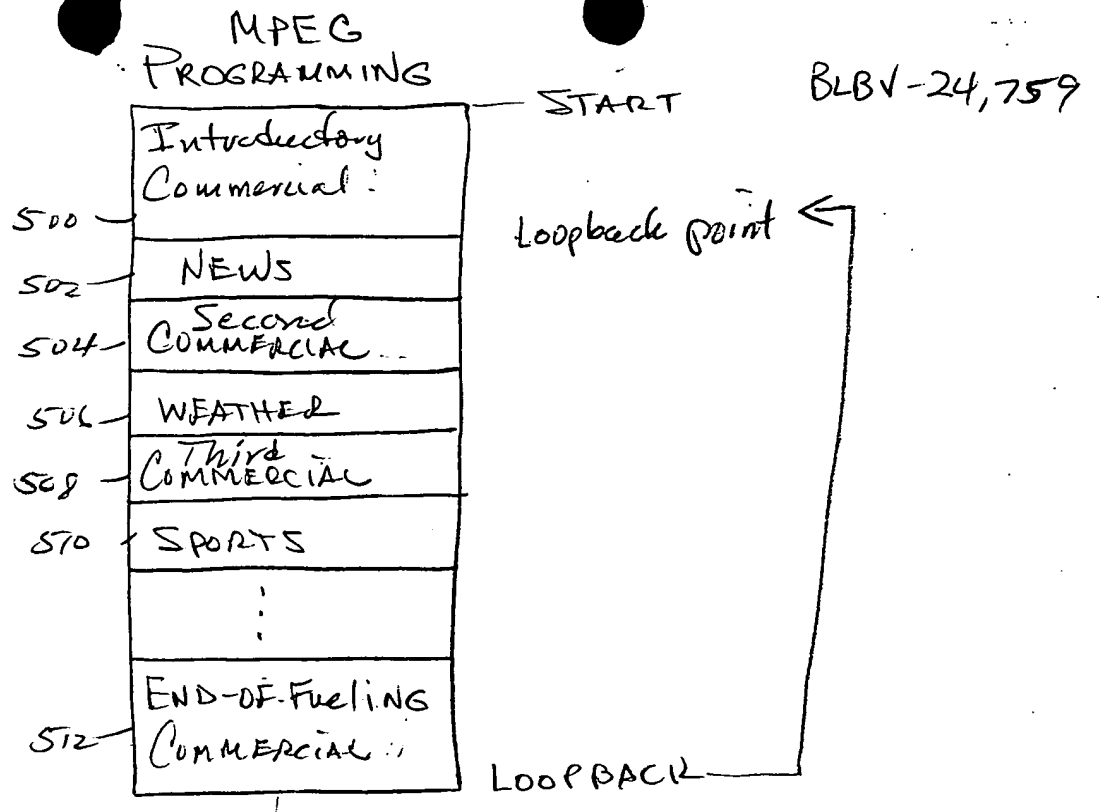 MPEG
PROGRAMMING
START
BLBV-24,759
Introductory
Commercial
500
Loopback point
502
NEWS
Second
504
COMMERCIAL
506
WEATHER
Third
508
COMMERCIAL
510
SPORTS
END-OF-FUELING
512
COMMERCIAL
LOOPBACK